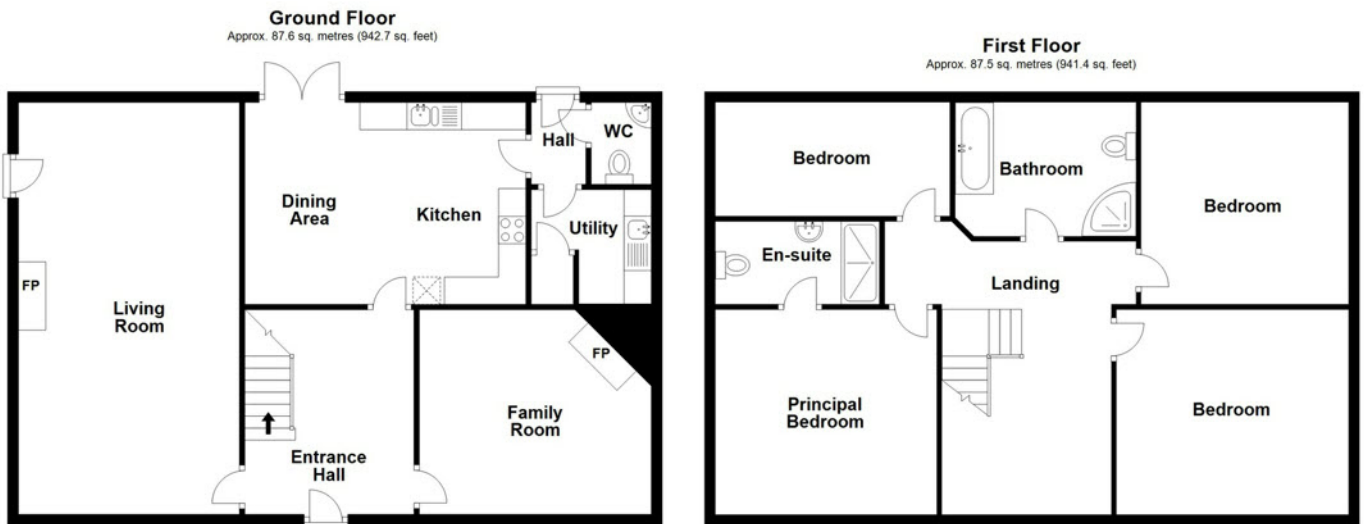 Ground Floor
Approx. 87.6 sq. metres (942.7 sq. feet)
Hall
WC
Dining
Area
Kitchen
Utility
FP
Living
Room
FP
Family
Room
Entrance
Hall
First Floor
Approx. 87.5 sq. metres (941.4 sq. feet)
Bedroom
Bathroom
Bedroom
En-suite
Landing
Principal
Bedroom
Bedroom